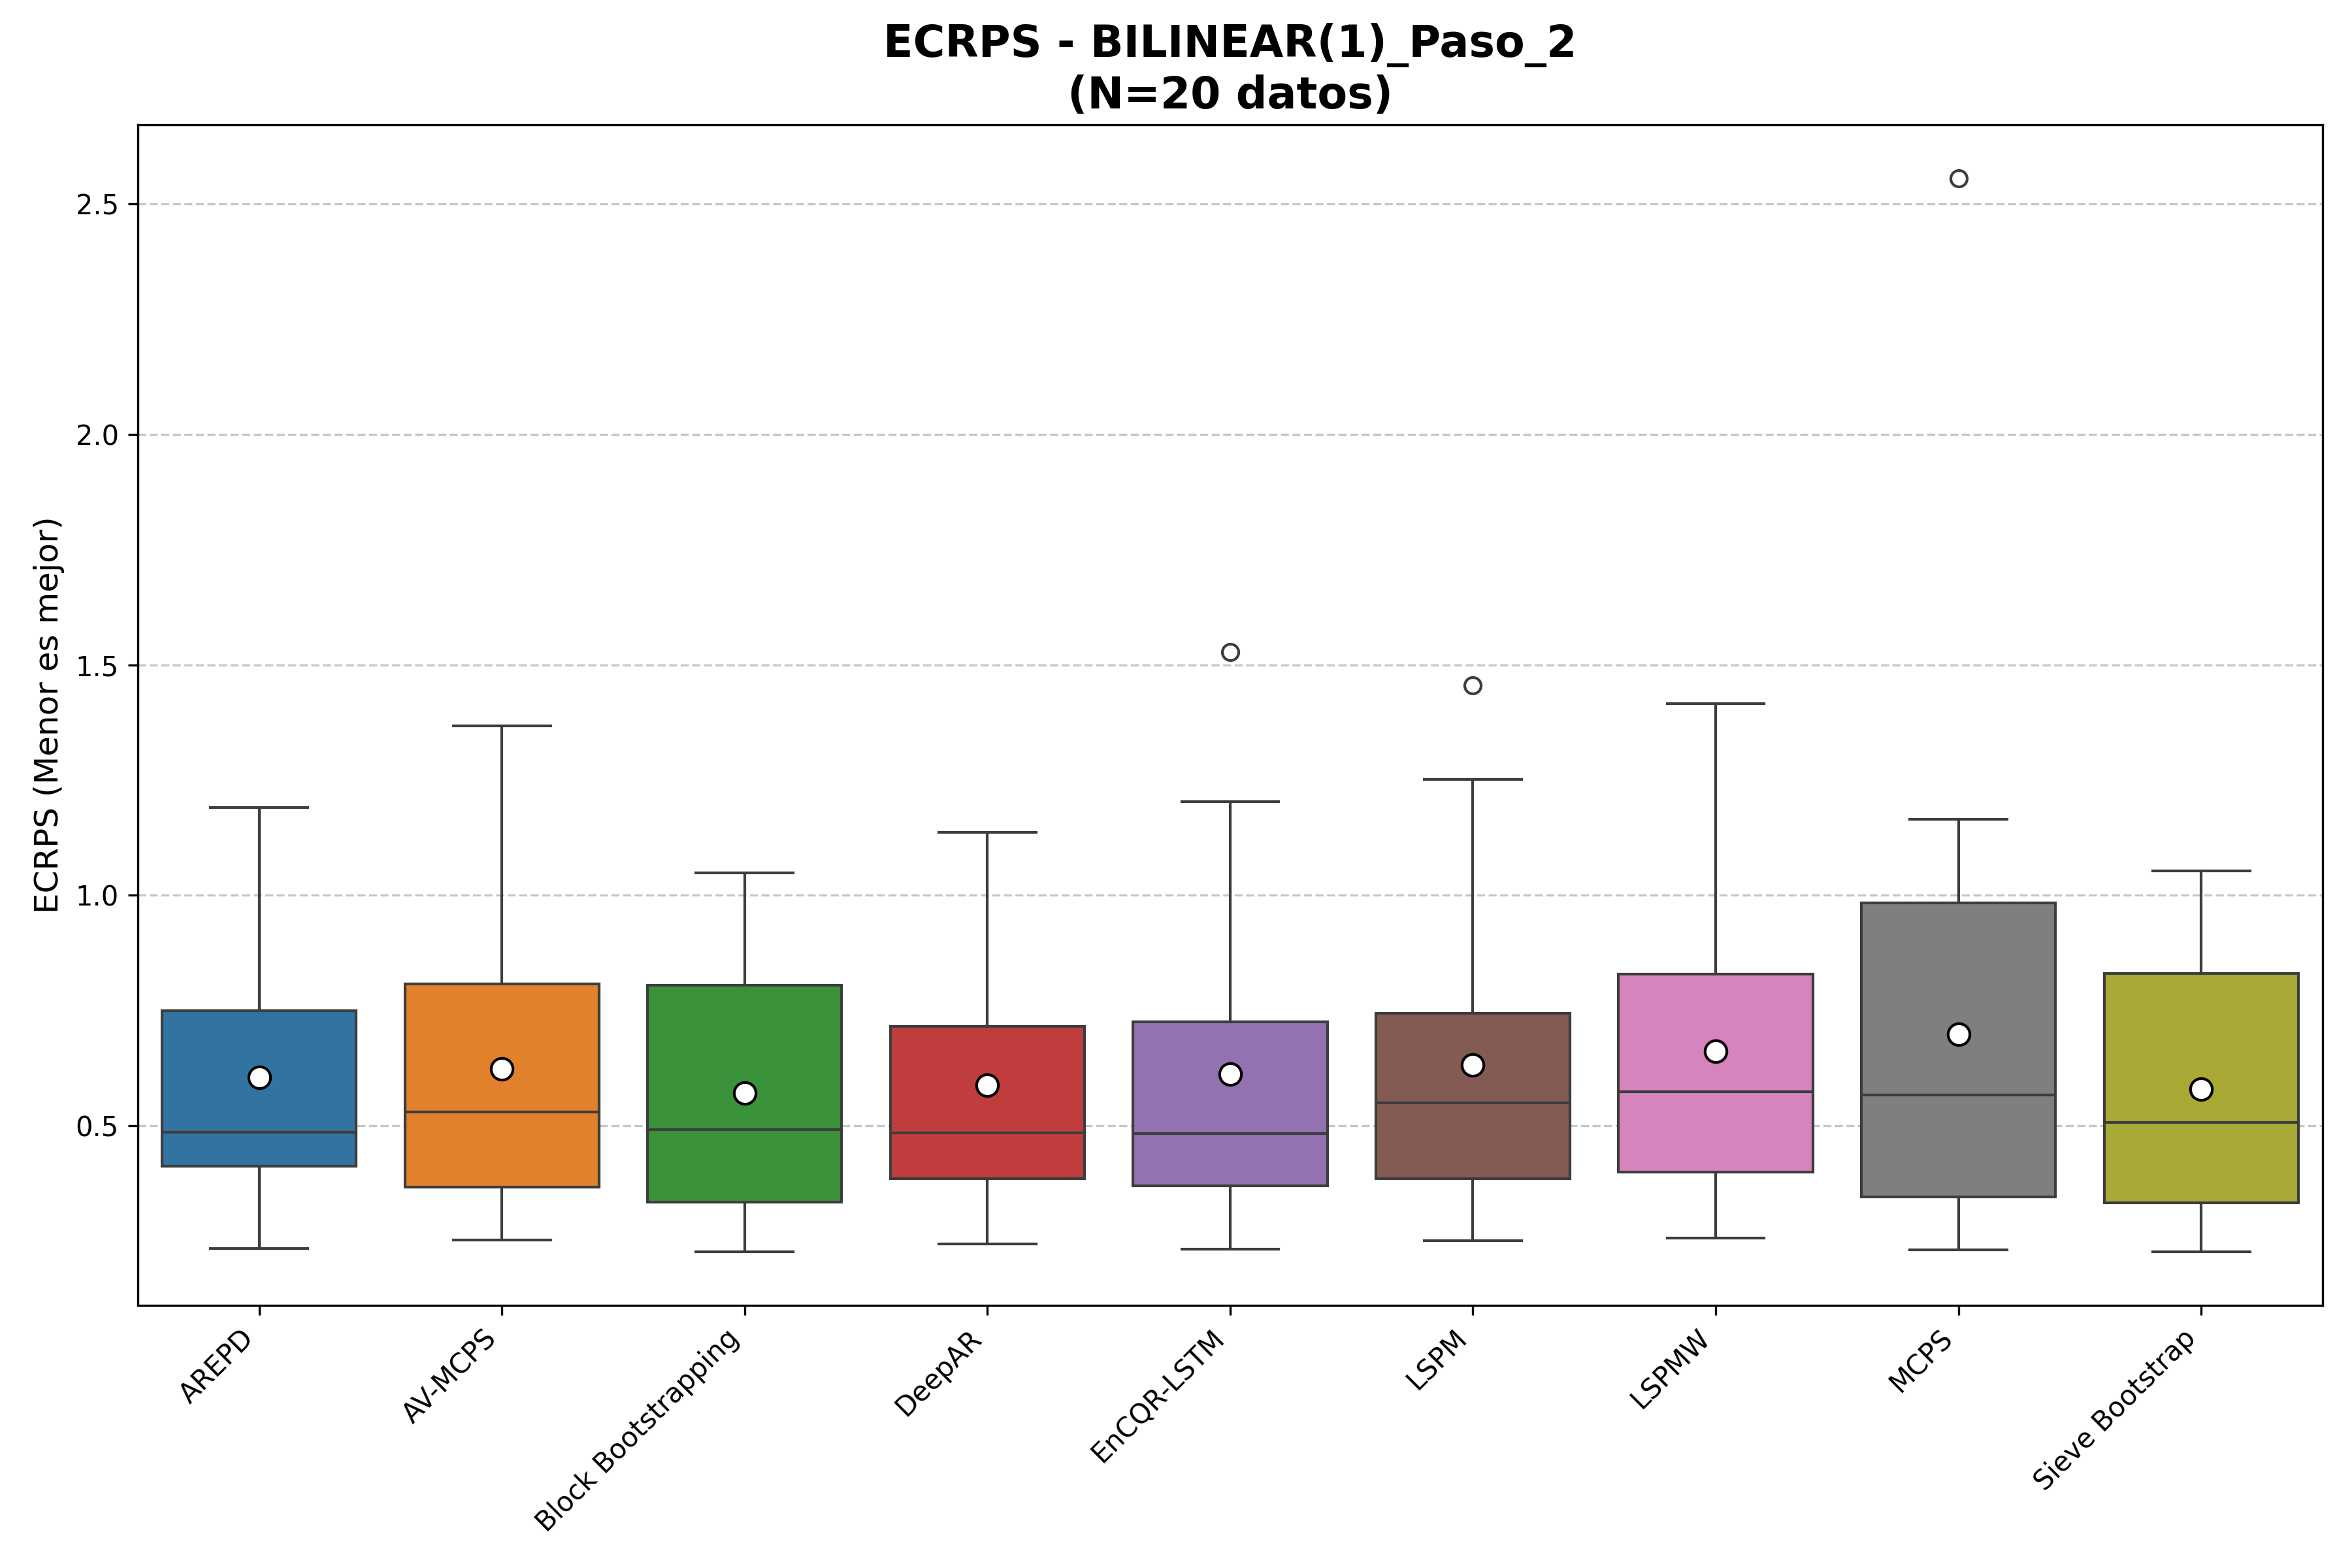 ECRPS - BILINEAR(1)_Paso_2
(N=20 datos)
ECRPS (Menor es mejor)
2.5
2.0
1.5
1.0
0.5
AREPD
AV-MCPS
Block Bootstrapping
DeepAR
EnCQR-LSTM
LSPM
LSPMW
MCPS
Sieve Bootstrap